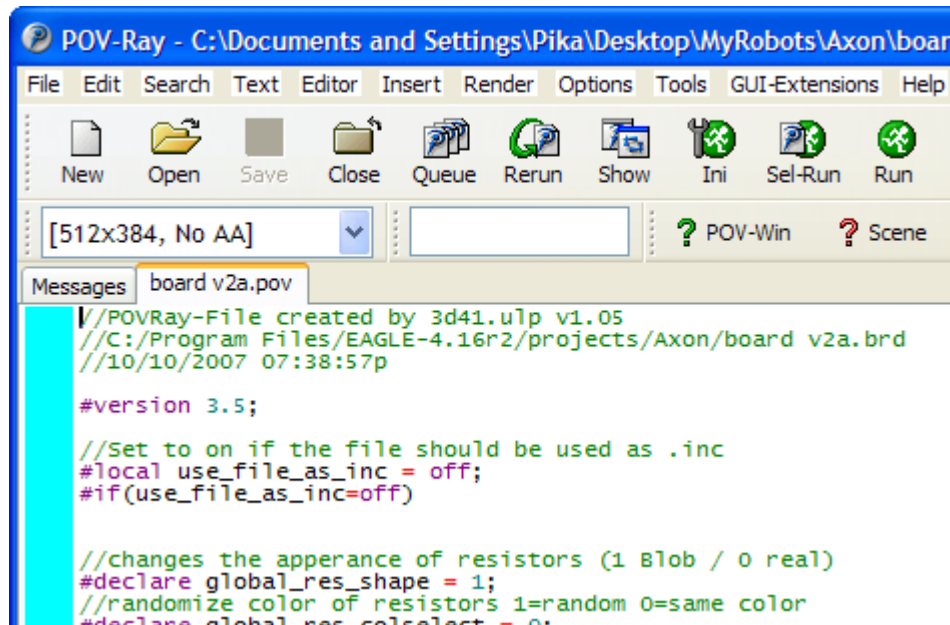 POV-Ray - C:\Documents and Settings\Pika\Desktop\MyRobots\Axon\boar
File Edit Search Text Editor Insert Render Options Tools GUI-Extensions Help
New Open Save Close Queue Rerun Show Ini Sel-Run Run
[512x384, No AA] ? POV-Win ? Scene
Messages board v2a.pov
//POVRay-File created by 3d41.ulp v1.05
//C:/Program Files/EAGLE-4.16r2/projects/Axon/board v2a.brd
//10/10/2007 07:38:57p
#version 3.5;
//Set to on if the file should be used as .inc
#local use_file_as_inc = off;
#if(use_file_as_inc=off)
//changes the apperance of resistors (1 Blob / 0 real)
#declare global_res_shape = 1;
//randomize color of resistors 1=random 0=same color
#declare global_res_colselect = 0;